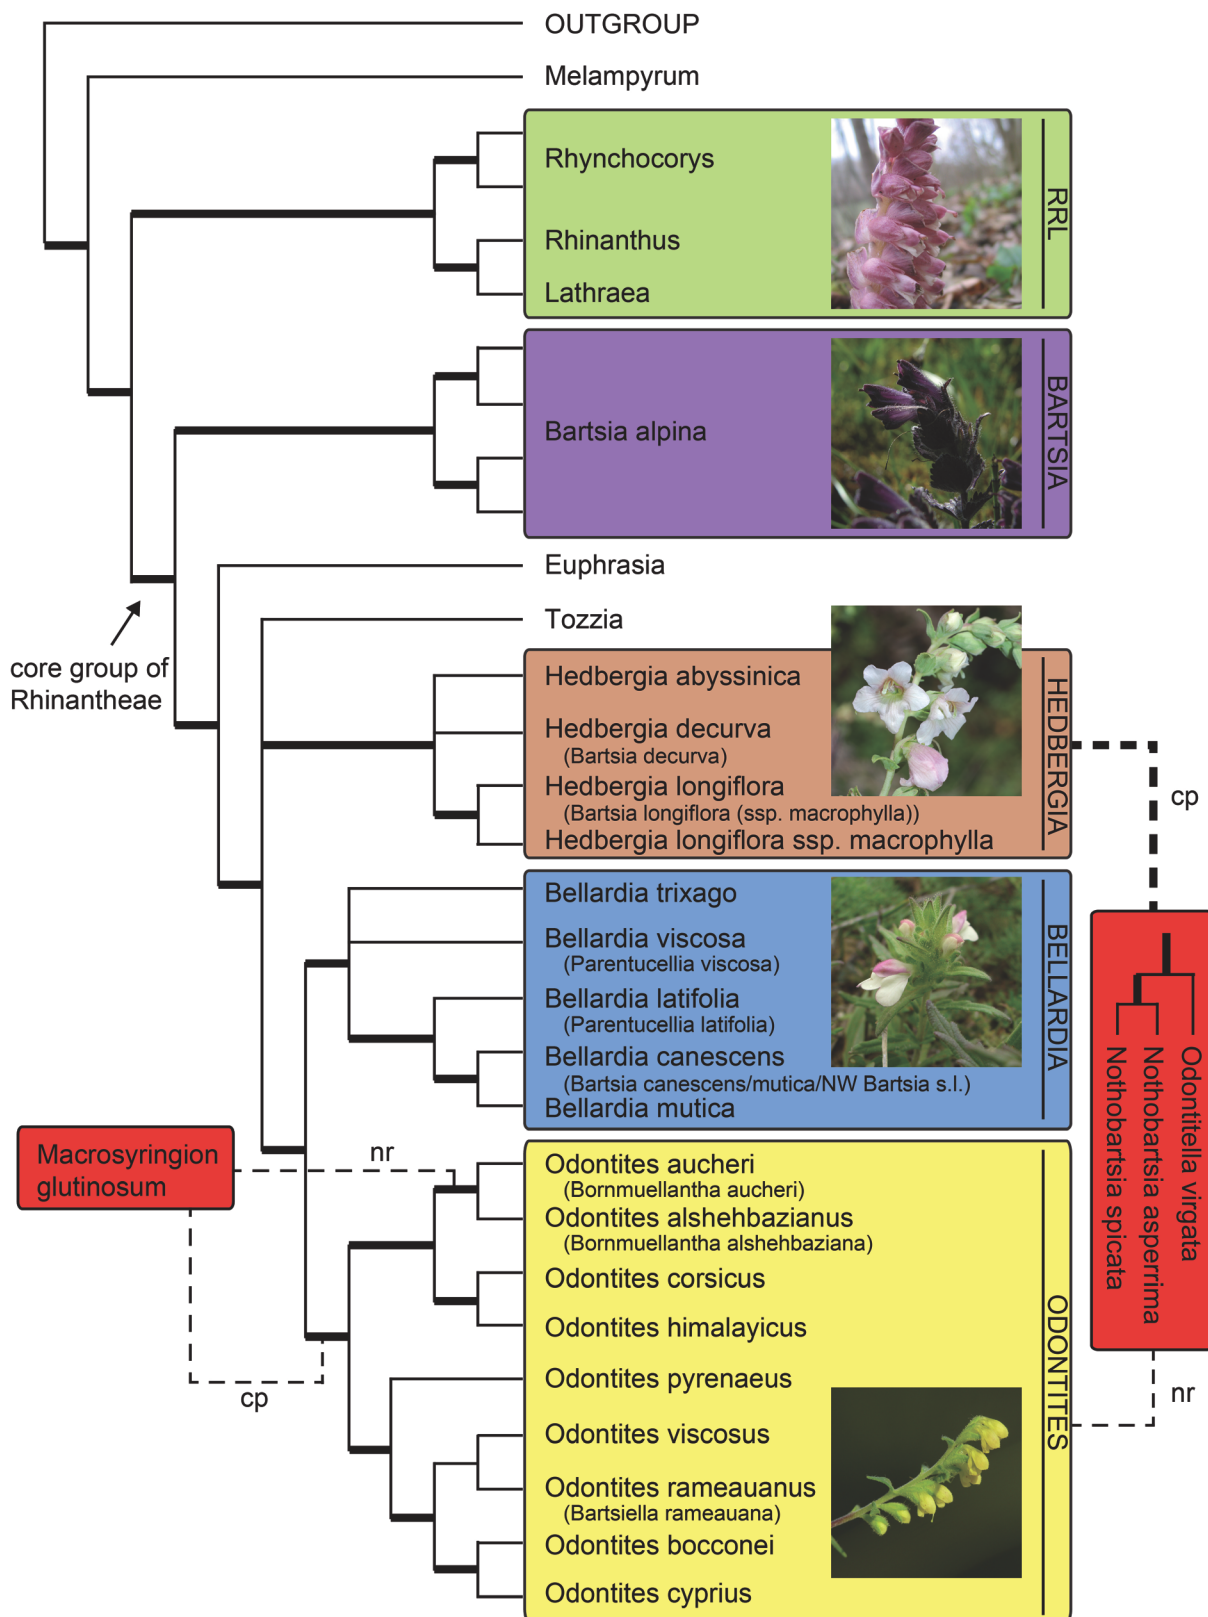 OUTGROUP
Melampyrum
Rhynchocorys
Rhinanthus
Lathraea
RRL
Bartsia alpina
BARTSIA
Euphrasia
Tozzia
core group of
Rhinantheae
Hedbergia abyssinica
Hedbergia decurva
(Bartsia decurva)
Hedbergia longiflora
(Bartsia longiflora (ssp. macrophylla))
Hedbergia longiflora ssp. macrophylla
HEDBERGIA
cp
Bellardia trixago
Bellardia viscosa
(Parentucellia viscosa)
Bellardia latifolia
(Parentucellia latifolia)
Bellardia canescens
(Bartsia canescens/mutica/NW Bartsia s.l.)
Bellardia mutica
BELLARDIA
Odontitella virgata
Nothobartsia asperrima
Nothobartsia spicata
nr
Macrosyringion
glutinosum
nr
cp
Odontites aucheri
(Bornmuellantha aucheri)
Odontites alshehbazianus
(Bornmuellantha alshehbaziana)
Odontites corsicus
Odontites himalayicus
Odontites pyrenaeus
Odontites viscosus
Odontites rameauanus
(Bartsiella rameauana)
Odontites bocconei
Odontites cyprius
ODONTITES